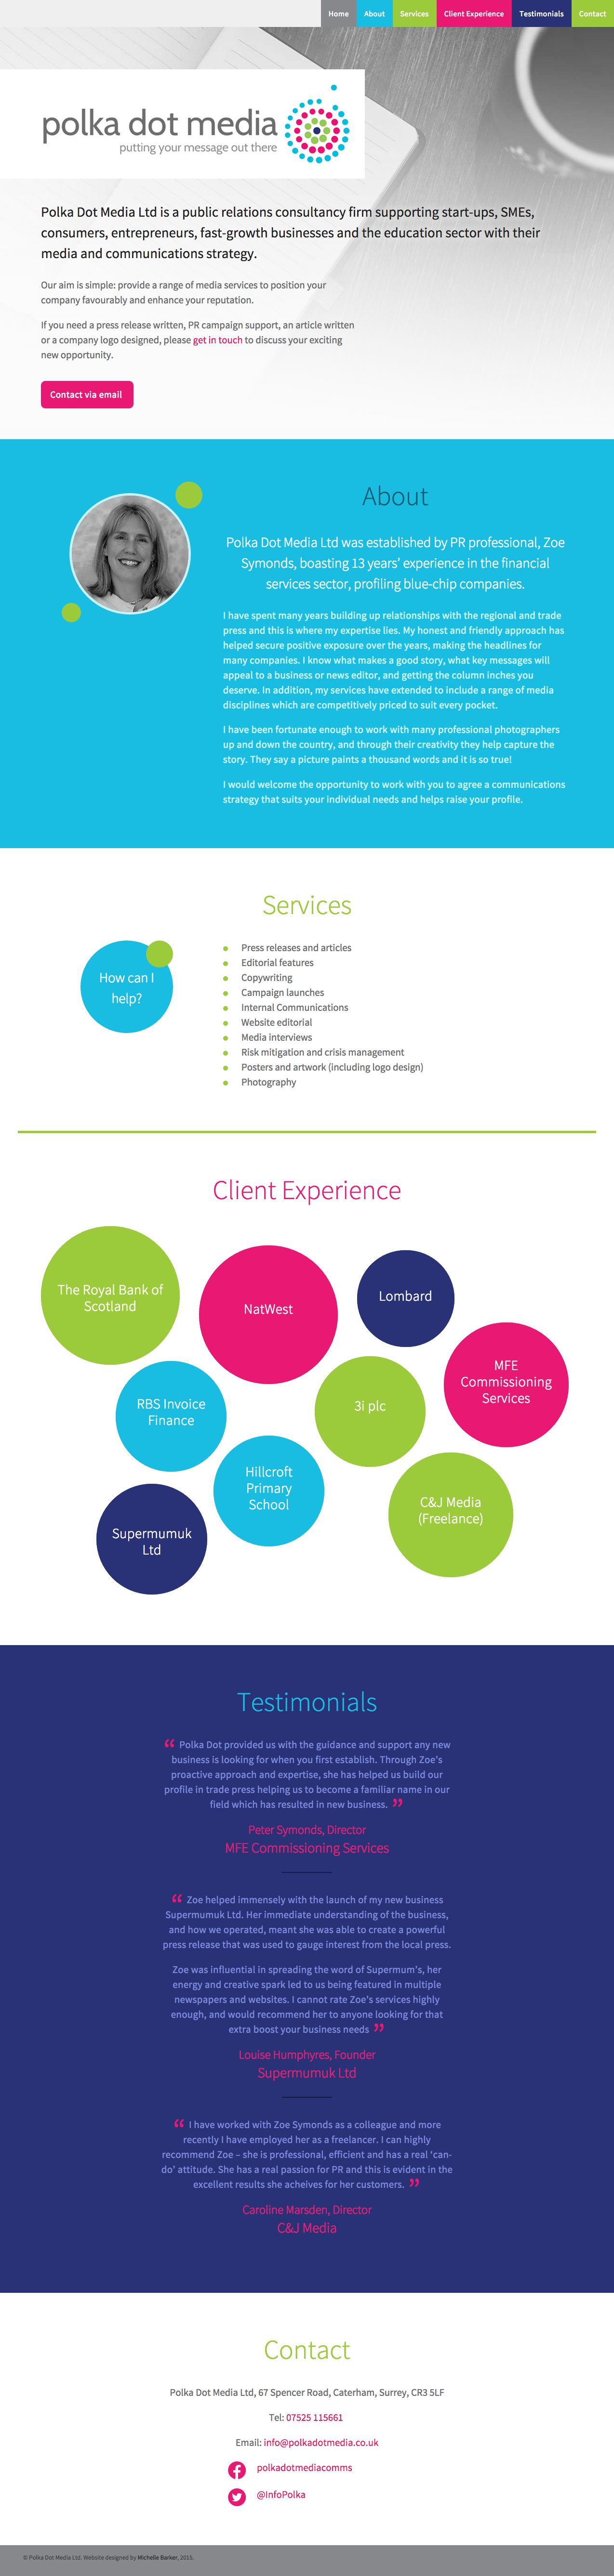 Home About Services Client Experience Testimonials Contact
polka dot media
putting your message out there
Polka Dot Media Ltd is a public relations consultancy firm supporting start-ups, SMEs,
consumers, entrepreneurs, fast-growth businesses and the education sector with their
media and communications strategy.
Our aim is simple: provide a range of media services to position your
company favourably and enhance your reputation.
If you need a press release written, PR campaign support, an article written
or a company logo designed, please get in touch to discuss your exciting
new opportunity.
Contact via email
About
Polka Dot Media Ltd was established by PR professional, Zoe
Symonds, boasting 13 years’ experience in the financial
services sector, profiling blue-chip companies.
I have spent many years building up relationships with the regional and trade
press and this is where my expertise lies. My honest and friendly approach has
helped secure positive exposure over the years, making the headlines for
many companies. I know what makes a good story, what key messages will
appeal to a business or news editor, and getting the column inches you
deserve. In addition, my services have extended to include a range of media
disciplines which are competitively priced to suit every pocket.
I have been fortunate enough to work with many professional photographers
up and down the country, and through their creativity they help capture the
story. They say a picture paints a thousand words and it is so true!
I would welcome the opportunity to work with you to agree a communications
strategy that suits your individual needs and helps raise your profile.
Services
How can I
help?
Press releases and articles
Editorial features
Copywriting
Campaign launches
Internal Communications
Website editorial
Media interviews
Risk mitigation and crisis management
Posters and artwork (including logo design)
Photography
Client Experience
The Royal Bank of
Scotland
NatWest
Lombard
MFE
Commissioning
Services
RBS Invoice
Finance
3i plc
Hillcroft
Primary
School
C&J Media
(Freelance)
Supermumuk
Ltd
Testimonials
“ Polka Dot provided us with the guidance and support any new
business is looking for when you first establish. Through Zoe’s
proactive approach and expertise, she has helped us build our
profile in trade press helping us to become a familiar name in our
field which has resulted in new business. ”
Peter Symonds, Director
MFE Commissioning Services
“ Zoe helped immensely with the launch of my new business
Supermumuk Ltd. Her immediate understanding of the business,
and how we operated, meant she was able to create a powerful
press release that was used to gauge interest from the local press.
Zoe was influential in spreading the word of Supermum’s, her
energy and creative spark led to us being featured in multiple
newspapers and websites. I cannot rate Zoe’s services highly
enough, and would recommend her to anyone looking for that
extra boost your business needs ”
Louise Humphyres, Founder
Supermumuk Ltd
“ I have worked with Zoe Symonds as a colleague and more
recently I have employed her as a freelancer. I can highly
recommend Zoe – she is professional, efficient and has a real ‘can-
do’ attitude. She has a real passion for PR and this is evident in the
excellent results she acheives for her customers. ”
Caroline Marsden, Director
C&J Media
Contact
Polka Dot Media Ltd, 67 Spencer Road, Caterham, Surrey, CR3 5LF
Tel: 07525 115661
Email: info@polkadotmedia.co.uk
polkadotmediacomms
@InfoPolka
© Polka Dot Media Ltd. Website designed by Michelle Barker, 2015.